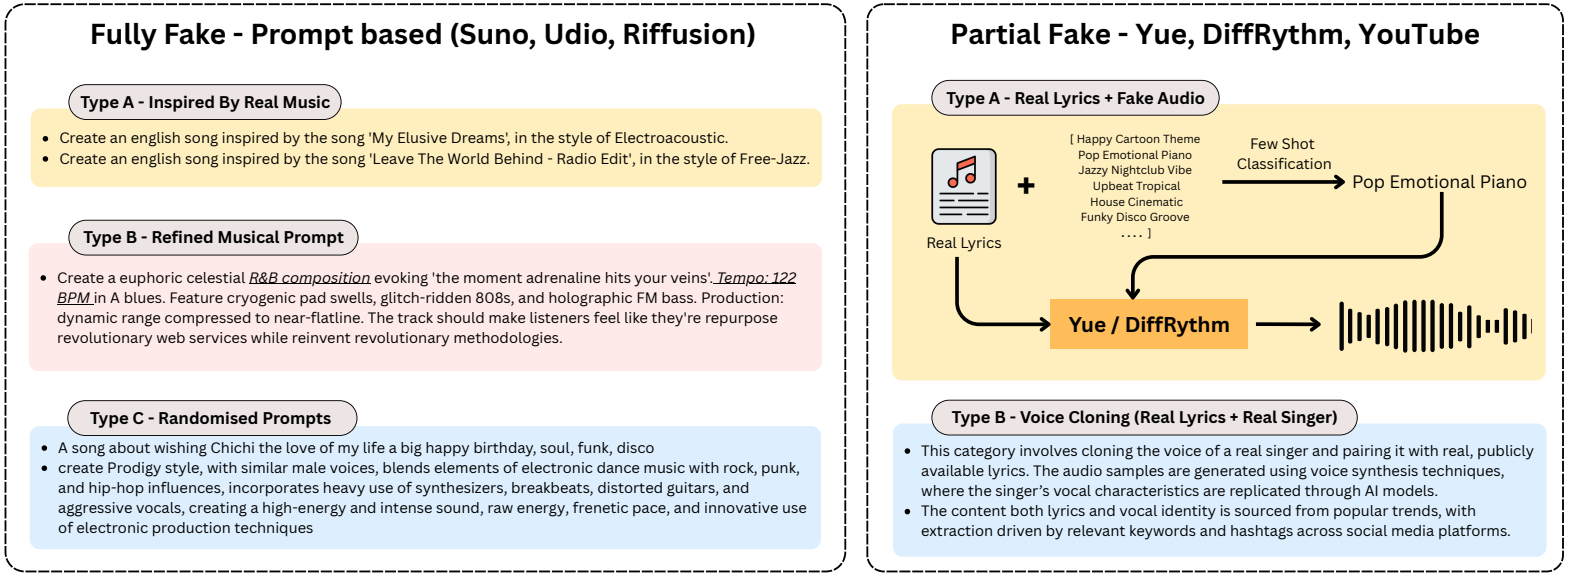 Fully Fake - Prompt based (Suno, Udio, Riffusion)
Type A - Inspired By Real Music
• Create an english song inspired by the song 'My Elusive Dreams', in the style of Electroacoustic.
• Create an english song inspired by the song 'Leave The World Behind - Radio Edit', in the style of Free-Jazz.
Type B - Refined Musical Prompt
• Create a euphoric celestial R&B composition evoking 'the moment adrenaline hits your veins'. Tempo: 122
BPM in A blues. Feature cryogenic pad swells, glitch-ridden 808s, and holographic FM bass. Production:
dynamic range compressed to near-flatline. The track should make listeners feel like they're repurpose
revolutionary web services while reinvent revolutionary methodologies.
Type C - Randomised Prompts
• A song about wishing Chichi the love of my life a big happy birthday, soul, funk, disco
• create Prodigy style, with similar male voices, blends elements of electronic dance music with rock, punk,
and hip-hop influences, incorporates heavy use of synthesizers, breakbeats, distorted guitars, and
aggressive vocals, creating a high-energy and intense sound, raw energy, frenetic pace, and innovative use
of electronic production techniques
Partial Fake - Yue, DiffRythm, YouTube
Type A - Real Lyrics + Fake Audio
Real Lyrics
+
[ Happy Cartoon Theme
Pop Emotional Piano
Jazzy Nightclub Vibe
Upbeat Tropical
House Cinematic
Funky Disco Groove
.... ]
Few Shot
Classification
Pop Emotional Piano
Yue / DiffRythm
Type B - Voice Cloning (Real Lyrics + Real Singer)
• This category involves cloning the voice of a real singer and pairing it with real, publicly
available lyrics. The audio samples are generated using voice synthesis techniques,
where the singer's vocal characteristics are replicated through AI models.
• The content both lyrics and vocal identity is sourced from popular trends, with
extraction driven by relevant keywords and hashtags across social media platforms.